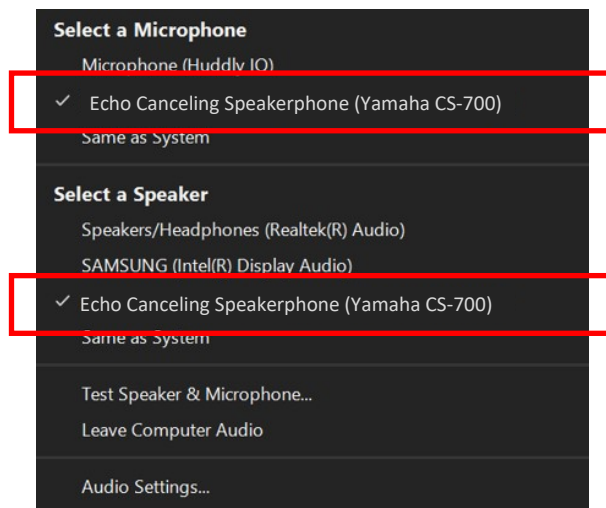 Select a Microphone
Microphone (Huddly IQ)
Echo Canceling Speakerphone (Yamaha CS-700)
Same as System
Select a Speaker
Speakers/Headphones (Realtek(R) Audio)
SAMSUNG (Intel(R) Display Audio)
Echo Canceling Speakerphone (Yamaha CS-700)
Same as System
Test Speaker & Microphone...
Leave Computer Audio
Audio Settings...